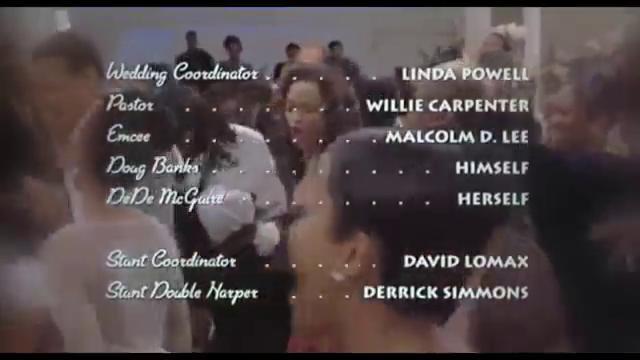 Wedding Coordinator . . . . . . LINDA POWELL
Pastor . . . . . . . . WILLIE CARPENTER
Emcee . . . . . . . . . MALCOLM D. LEE
Doug Banks . . . . . . . . . . HIMSELF
DeDe McGuire . . . . . . . . . HERSELF
Stunt Coordinator . . . . . DAVID LOMAX
Stunt Double Harper . . . DERRICK SIMMONS